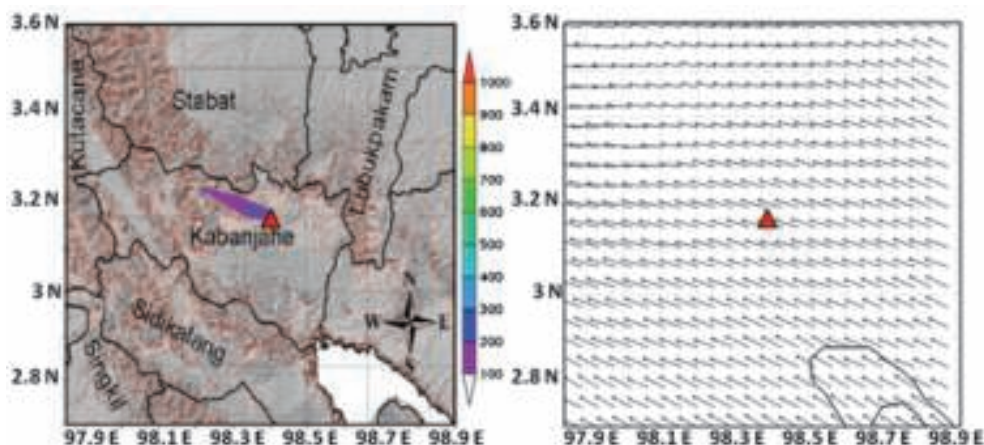 3.6 N
3.4 N
3.2 N
3 N
2.8 N
97.9 E 98.1 E 98.3 E 98.5 E 98.7 E 98.9 E
Kutacane
Stabat
Lubukpakam
Kabanjahe
Sidikalang
Singkil
N
W E
S
1000
900
800
700
600
500
400
300
200
100
3.6 N
3.4 N
3.2 N
3 N
2.8 N
97.9 E 98.1 E 98.3 E 98.5 E 98.7 E 98.9 E